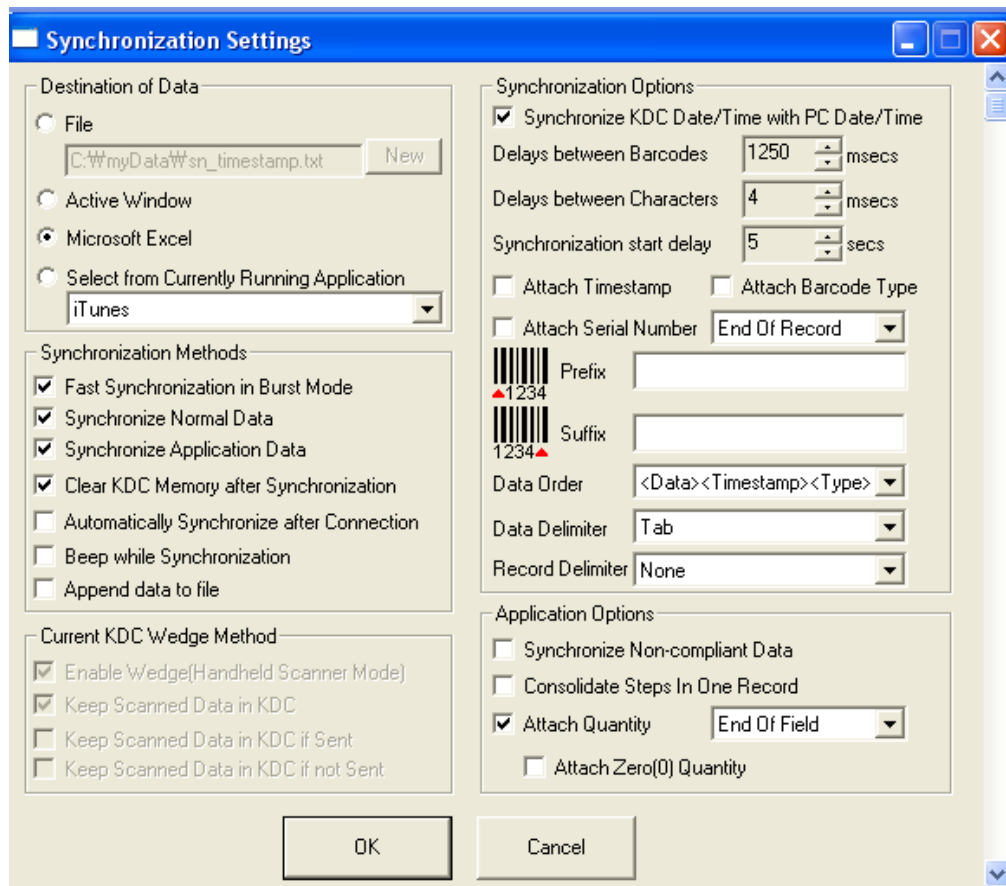 Synchronization Settings
Destination of Data
File
C:₩myData₩sn_timestamp.txt New
Active Window
Microsoft Excel
Select from Currently Running Application
iTunes
Synchronization Methods
Fast Synchronization in Burst Mode
Synchronize Normal Data
Synchronize Application Data
Clear KDC Memory after Synchronization
Automatically Synchronize after Connection
Beep while Synchronization
Append data to file
Current KDC Wedge Method
Enable Wedge(Handheld Scanner Mode)
Keep Scanned Data in KDC
Keep Scanned Data in KDC if Sent
Keep Scanned Data in KDC if not Sent
Synchronization Options
Synchronize KDC Date/Time with PC Date/Time
Delays between Barcodes 1250 msecs
Delays between Characters 4 msecs
Synchronization start delay 5 secs
Attach Timestamp Attach Barcode Type
Attach Serial Number End Of Record
1234 Prefix
1234 Suffix
Data Order <Data><Timestamp><Type>
Data Delimiter Tab
Record Delimiter None
Application Options
Synchronize Non-compliant Data
Consolidate Steps In One Record
Attach Quantity End Of Field
Attach Zero(0) Quantity
OK Cancel